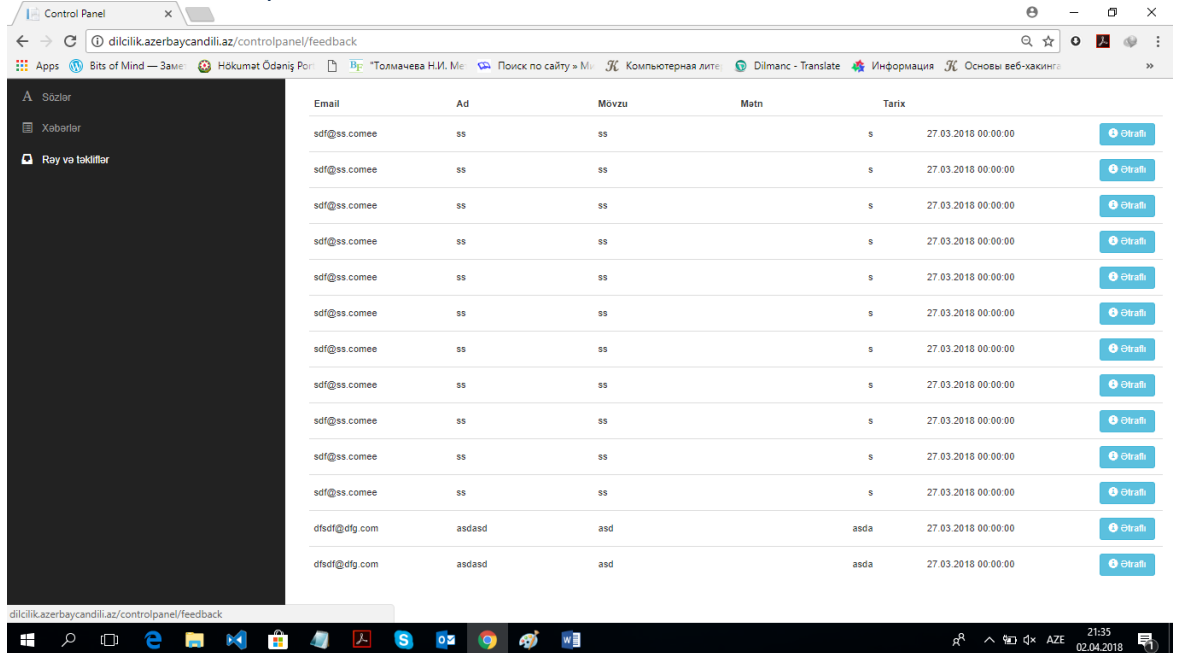 Control Panel
dilcilik.azerbaycandili.az/controlpanel/feedback
Apps Bits of Mind — Замет Hökumət Ödəniş Por "Толмачева Н.И. Ме Поиск по сайту » Ми Компьютерная лите Dilmanc - Translate Информация Основы веб-хакинга
Sözlər
Xəbərlər
Rəy və təkliflər
Email Ad Mövzu Mətn Tarix
sdf@ss.comee ss ss s 27.03.2018 00:00:00 Ətraflı
sdf@ss.comee ss ss s 27.03.2018 00:00:00 Ətraflı
sdf@ss.comee ss ss s 27.03.2018 00:00:00 Ətraflı
sdf@ss.comee ss ss s 27.03.2018 00:00:00 Ətraflı
sdf@ss.comee ss ss s 27.03.2018 00:00:00 Ətraflı
sdf@ss.comee ss ss s 27.03.2018 00:00:00 Ətraflı
sdf@ss.comee ss ss s 27.03.2018 00:00:00 Ətraflı
sdf@ss.comee ss ss s 27.03.2018 00:00:00 Ətraflı
sdf@ss.comee ss ss s 27.03.2018 00:00:00 Ətraflı
sdf@ss.comee ss ss s 27.03.2018 00:00:00 Ətraflı
sdf@ss.comee ss ss s 27.03.2018 00:00:00 Ətraflı
dfsdf@dfg.com asdasd asd asda 27.03.2018 00:00:00 Ətraflı
dfsdf@dfg.com asdasd asd asda 27.03.2018 00:00:00 Ətraflı
dilcilik.azerbaycandili.az/controlpanel/feedback
AZE
21:35
02.04.2018